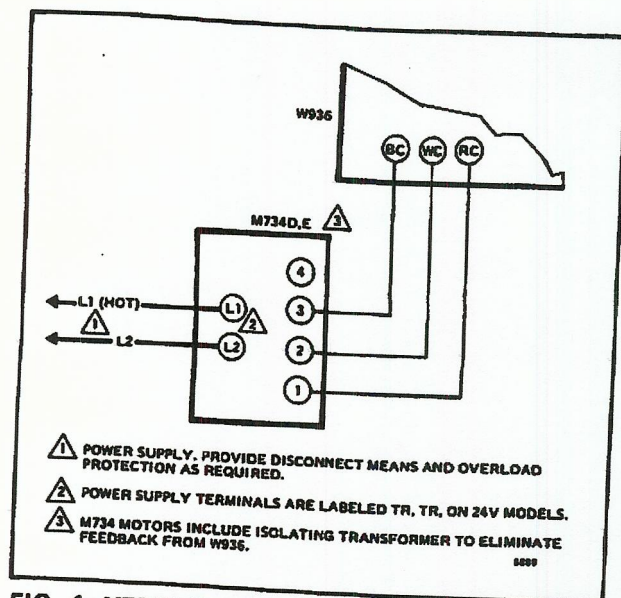 W936
BC WC RC
M734D,E 3
4
L1 (HOT) L1 3
1 2
L2 L2 2
1
1 POWER SUPPLY. PROVIDE DISCONNECT MEANS AND OVERLOAD
PROTECTION AS REQUIRED.
2 POWER SUPPLY TERMINALS ARE LABELED TR, TR, ON 24V MODELS.
3 M734 MOTORS INCLUDE ISOLATING TRANSFORMER TO ELIMINATE
FEEDBACK FROM W936.